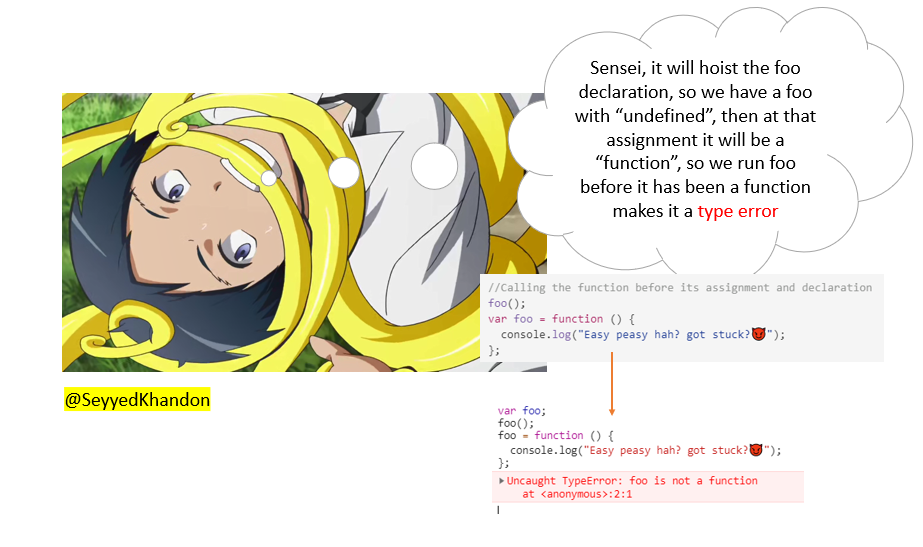 Sensei, it will hoist the foo
declaration, so we have a foo
with “undefined”, then at that
assignment it will be a
“function”, so we run foo
before it has been a function
makes it a type error
//Calling the function before its assignment and declaration
foo();
var foo = function () {
  console.log("Easy peasy hah? got stuck?😈");
};
@SeyyedKhandon
var foo;
foo();
foo = function () {
  console.log("Easy peasy hah? got stuck?😈");
};
Uncaught TypeError: foo is not a function
    at <anonymous>:2:1